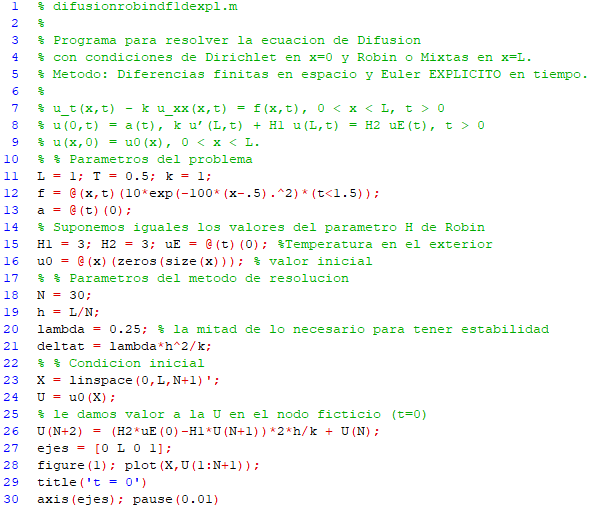 1 % difusionrobindf1dexpl.m
2 %
3 % Programa para resolver la ecuacion de Difusion
4 % con condiciones de Dirichlet en x=0 y Robin o Mixtas en x=L.
5 % Metodo: Diferencias finitas en espacio y Euler EXPLICITO en tiempo.
6 %
7 % u_t(x,t) - k u_xx(x,t) = f(x,t), 0 < x < L, t > 0
8 % u(0,t) = a(t), k u'(L,t) + H1 u(L,t) = H2 uE(t), t > 0
9 % u(x,0) = u0(x), 0 < x < L.
10 % % Parametros del problema
11 L = 1; T = 0.5; k = 1;
12 f = @(x,t)(10*exp(-100*(x-.5).^2)*(t<1.5));
13 a = @(t)(0);
14 % Suponemos iguales los valores del parametro H de Robin
15 H1 = 3; H2 = 3; uE = @(t)(0); %Temperatura en el exterior
16 u0 = @(x)(zeros(size(x))); % valor inicial
17 % % Parametros del metodo de resolucion
18 N = 30;
19 h = L/N;
20 lambda = 0.25; % la mitad de lo necesario para tener estabilidad
21 deltat = lambda*h^2/k;
22 % % Condicion inicial
23 X = linspace(0,L,N+1)';
24 U = u0(X);
25 % le damos valor a la U en el nodo ficticio (t=0)
26 U(N+2) = (H2*uE(0)-H1*U(N+1))*2*h/k + U(N);
27 ejes = [0 L 0 1];
28 figure(1); plot(X,U(1:N+1));
29 title('t = 0')
30 axis(ejes); pause(0.01)